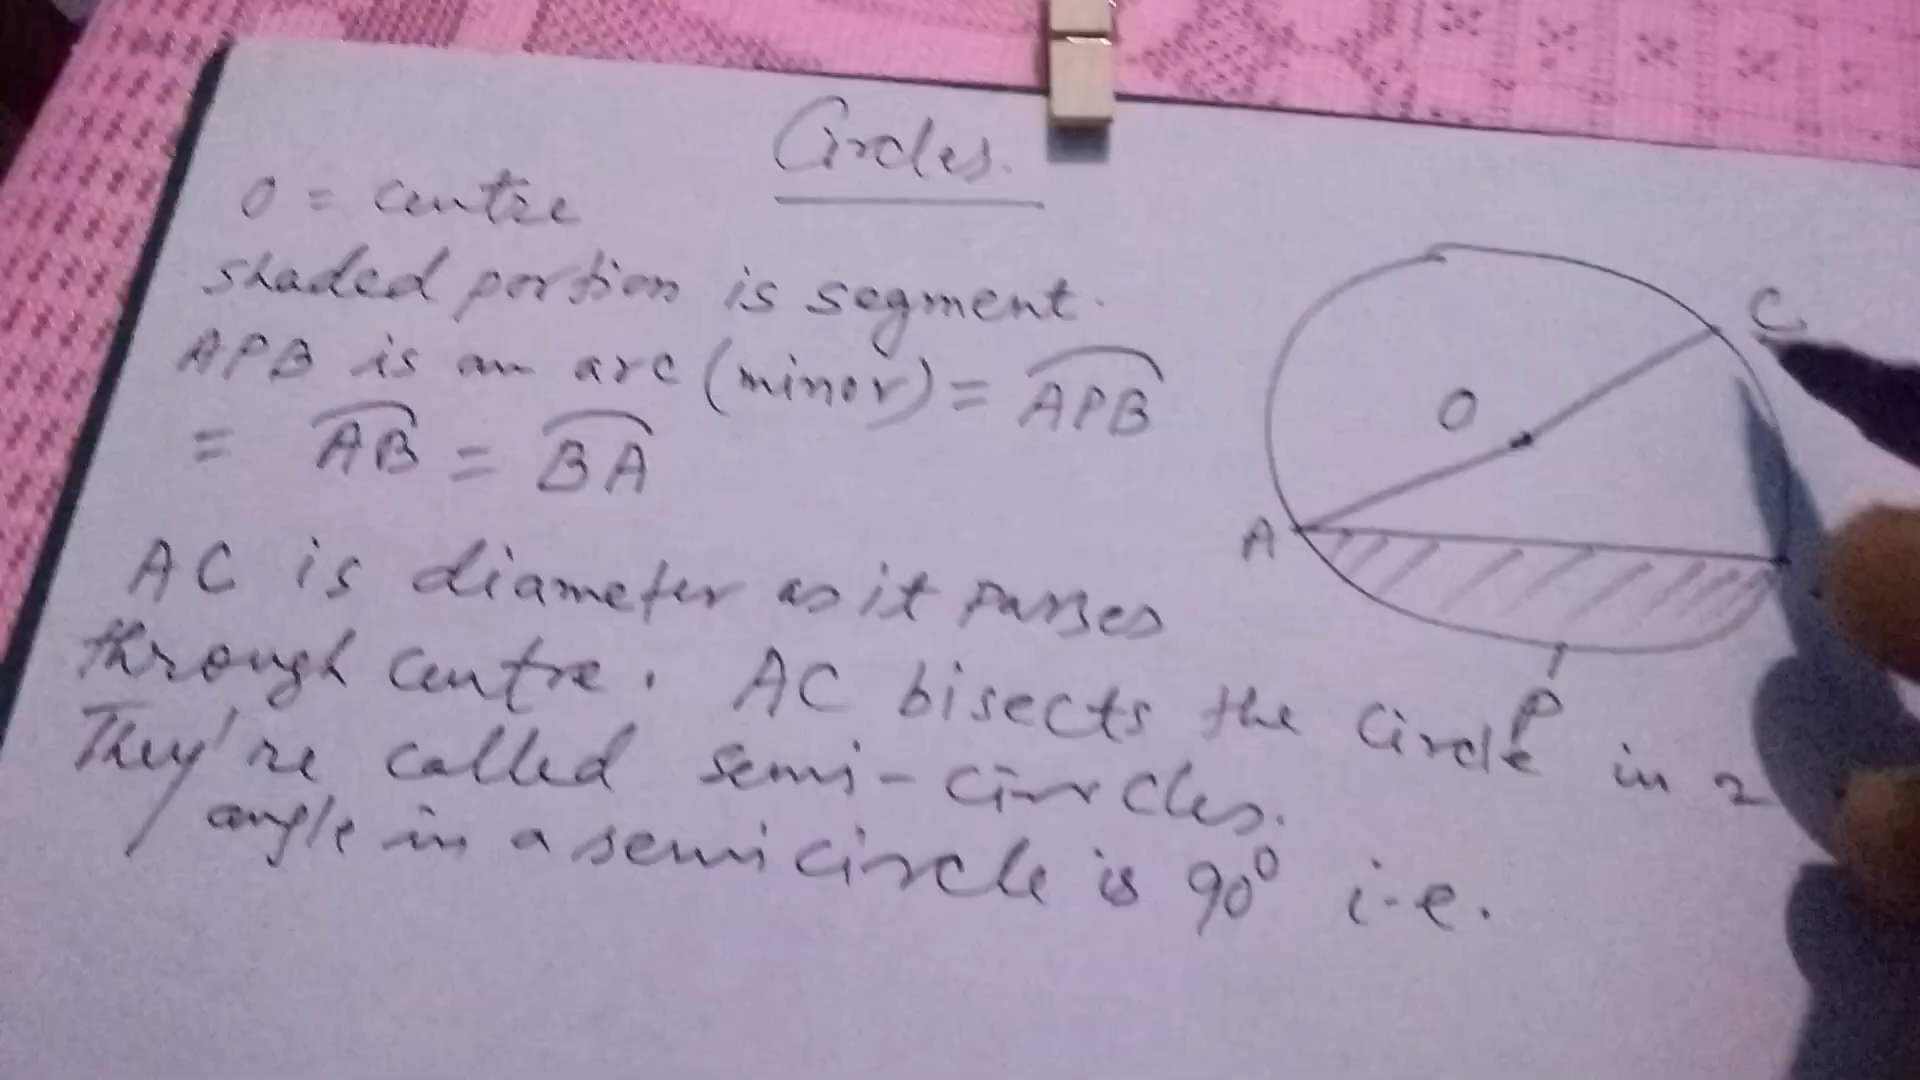 Circles.
O = centre
shaded portion is segment.
APB is an arc (minor) = APB
= AB = BA
AC is diameter as it passes
through centre. AC bisects the circle in 2
They're called semi-circles.
angle in a semicircle is 90° i.e.
C
O
A
P